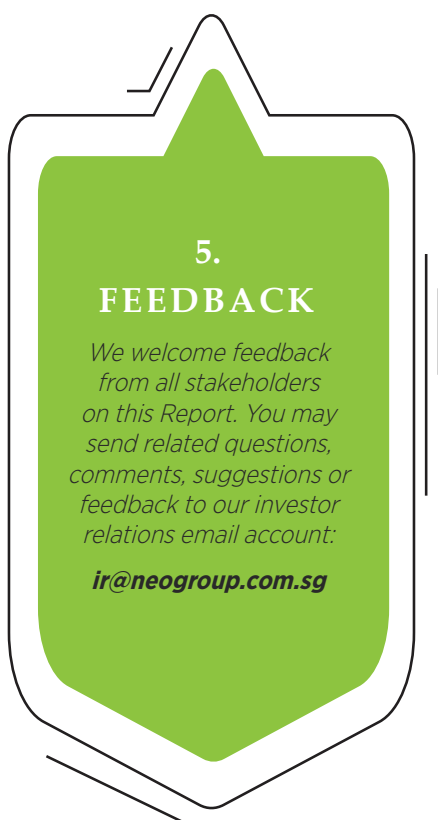 5.
FEEDBACK
We welcome feedback
from all stakeholders
on this Report. You may
send related questions,
comments, suggestions or
feedback to our investor
relations email account:
ir@neogroup.com.sg